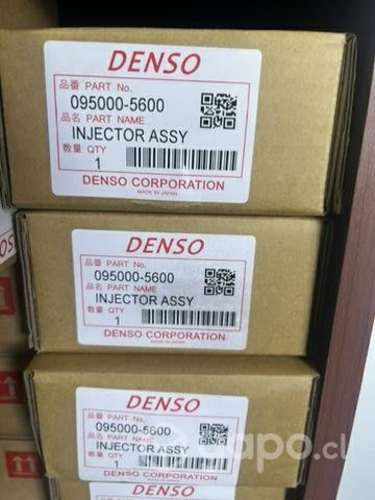 DENSO
品番 PART No.
095000-5600
品名 PART NAME
INJECTOR ASSY
数量 QTY
1
DENSO CORPORATION
MADE IN JAPAN
DENSO
品番 PART No.
095000-5600
品名 PART NAME
INJECTOR ASSY
数量 QTY
1
DENSO CORPORATION
DENSO
品番 PART No.
095000-5600
品名 PART NAME
INJECTOR ASSY
数量 QTY
1
DENSO CORPORATION
DENSO
yapo.cl